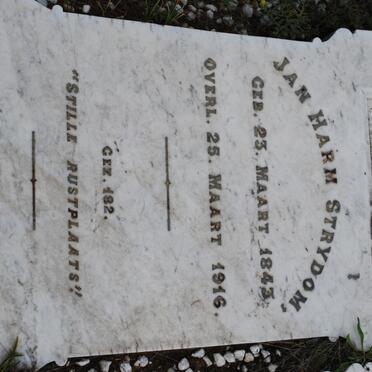 JAN HARM STRYDOM,
GEB. 23. MAART 1843,
OVERL. 25. MAART 1916.
GEZ. 182.
"STILLE RUSTPLAATS"